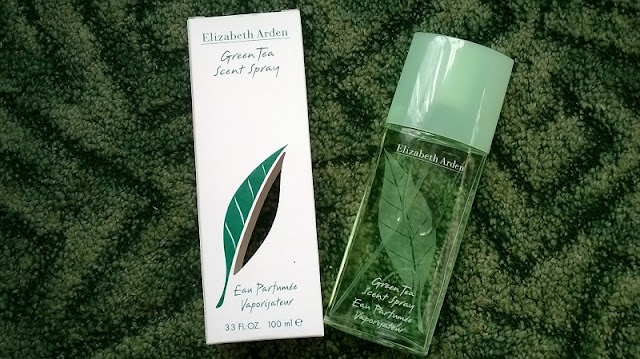 Elizabeth Arden
Green Tea
Scent Spray
Eau Parfumée
Vaporisateur
3.3 FL.OZ. 100 ml ℮
Elizabeth Arden
Green Tea
Scent Spray
Eau Parfumée
Vaporisateur